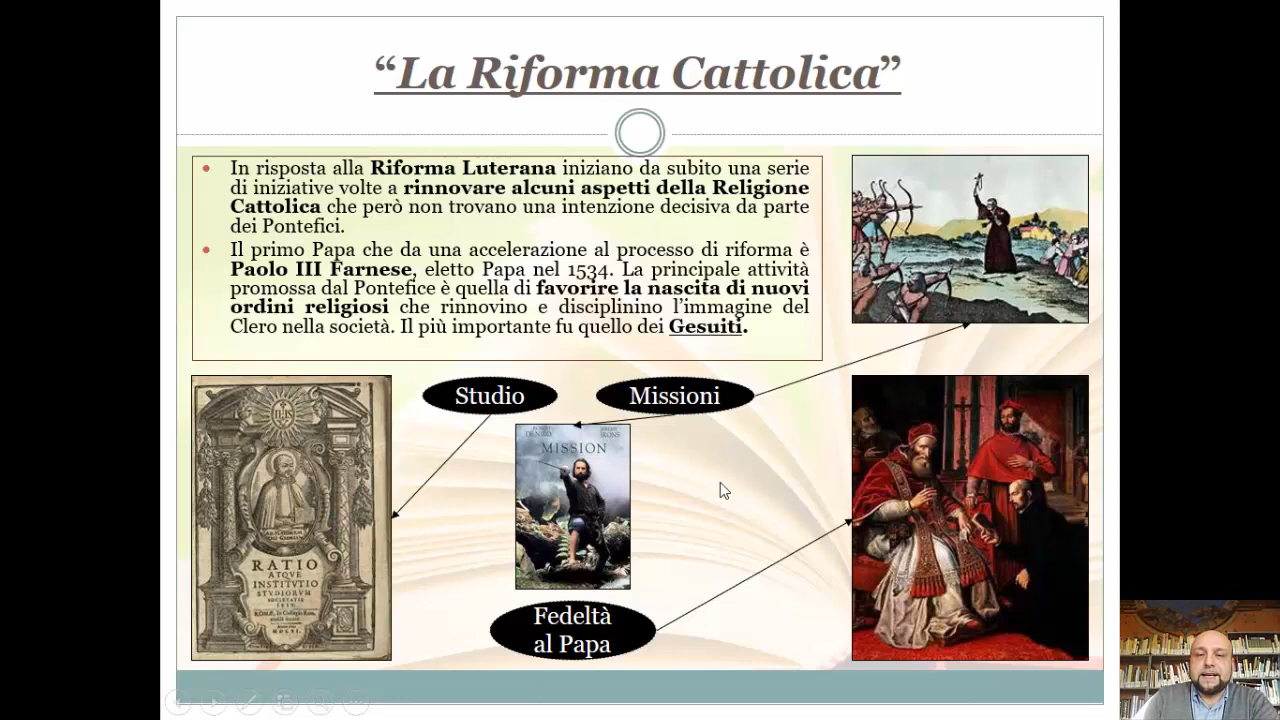 “La Riforma Cattolica”
• In risposta alla Riforma Luterana iniziano da subito una serie
di iniziative volte a rinnovare alcuni aspetti della Religione
Cattolica che però non trovano una intenzione decisiva da parte
dei Pontefici.
• Il primo Papa che da una accelerazione al processo di riforma è
Paolo III Farnese, eletto Papa nel 1534. La principale attività
promossa dal Pontefice è quella di favorire la nascita di nuovi
ordini religiosi che rinnovino e disciplinino l’immagine del
Clero nella società. Il più importante fu quello dei Gesuiti.
Studio
Missioni
MISSION
IHS
RATIO
ATQVE
INSTITVTIO
STVDIORVM
SOCIETATIS
Fedeltà
al Papa